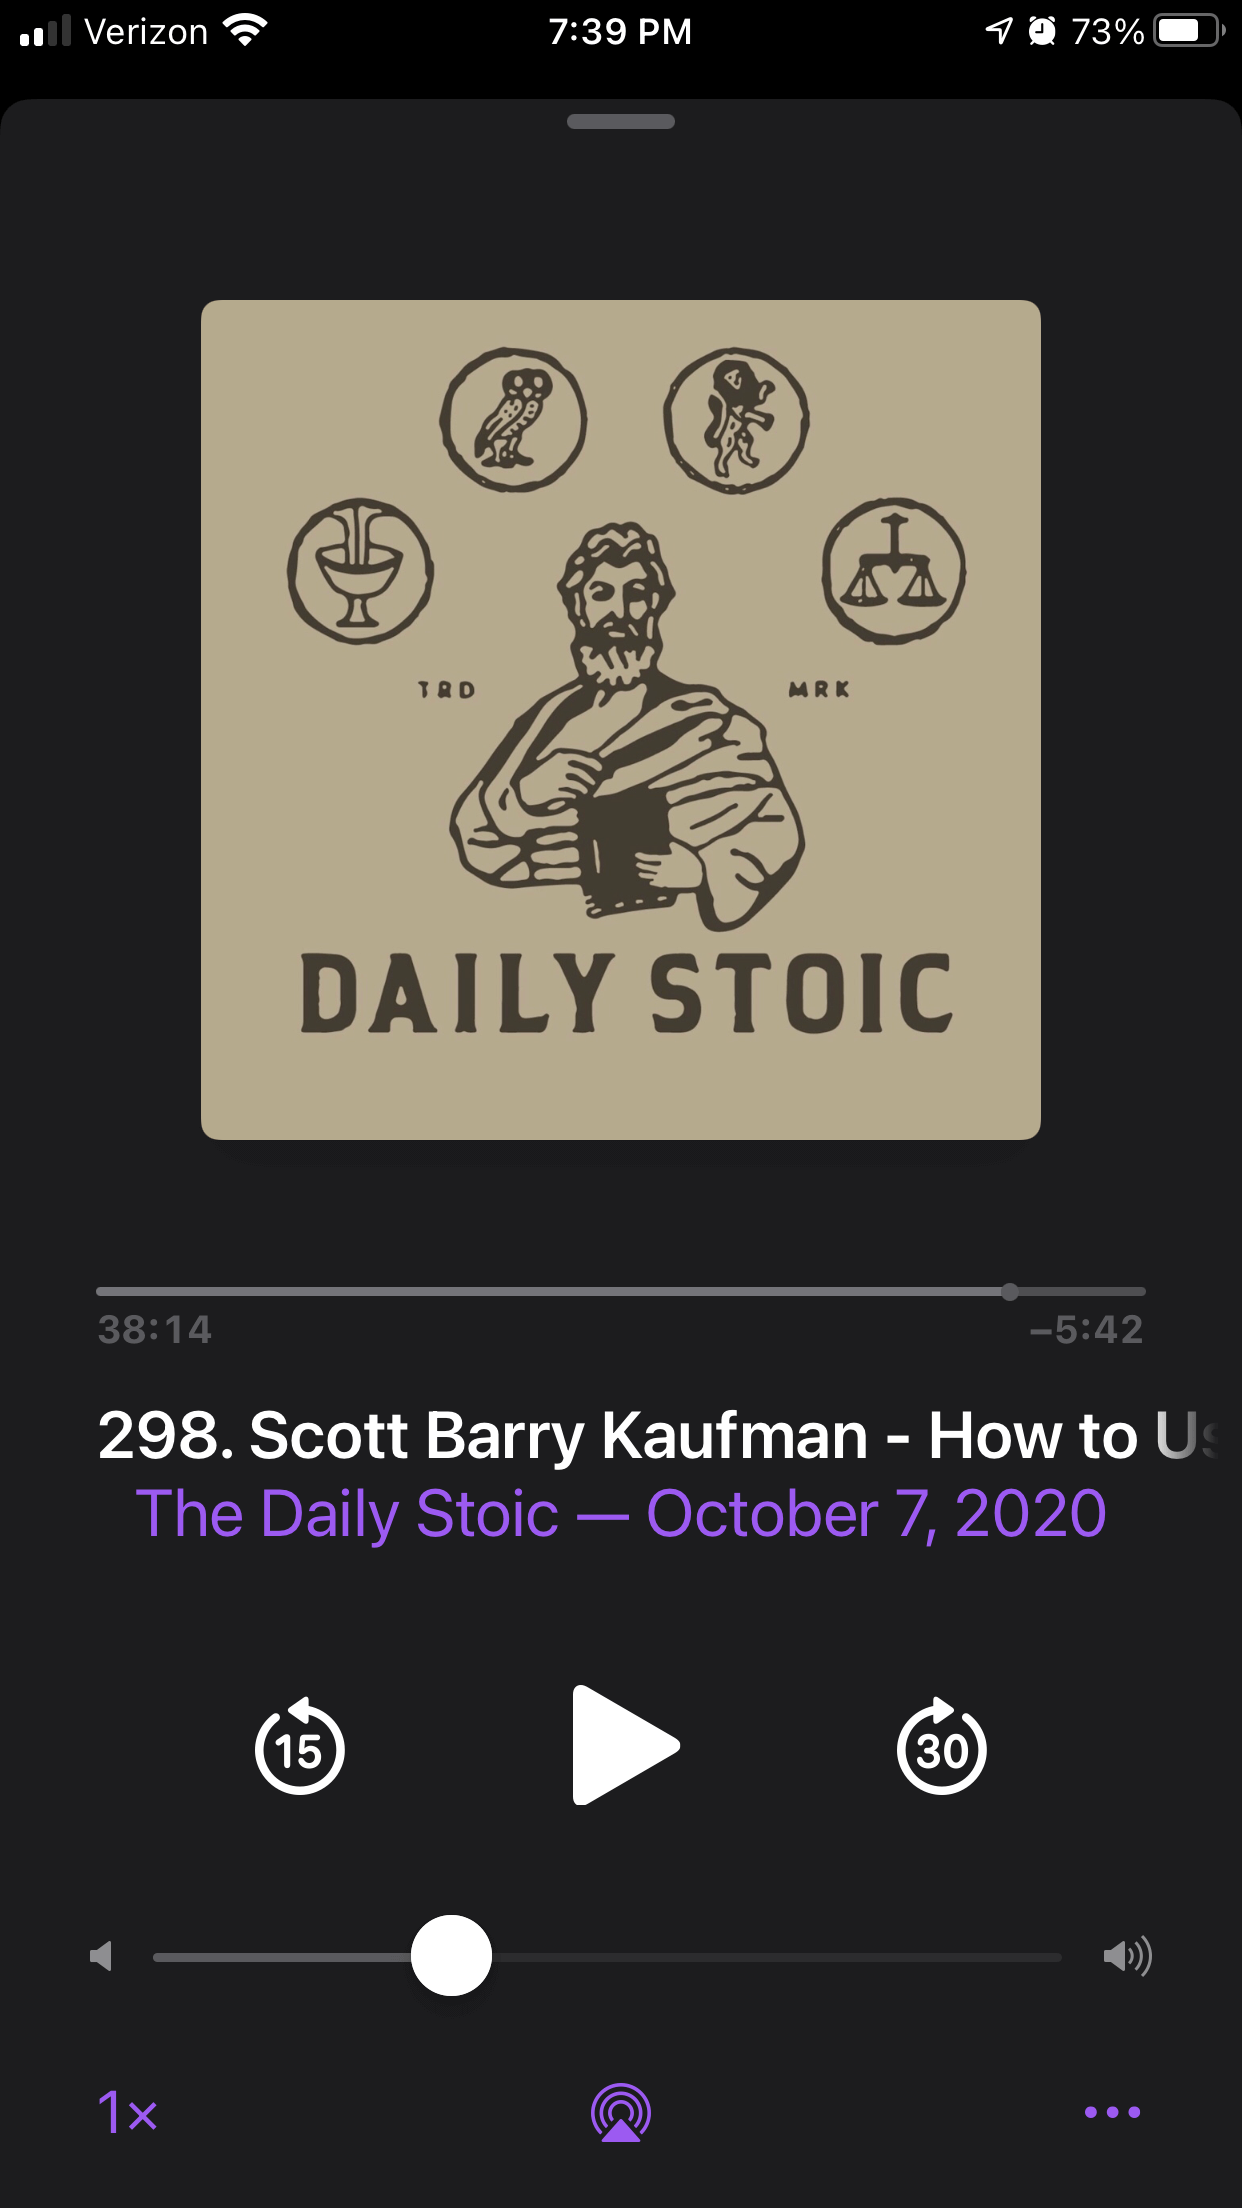 Verizon 7:39 PM 73%
TRD MRK
DAILY STOIC
38:14 –5:42
298. Scott Barry Kaufman - How to Us
The Daily Stoic — October 7, 2020
15 30
1×